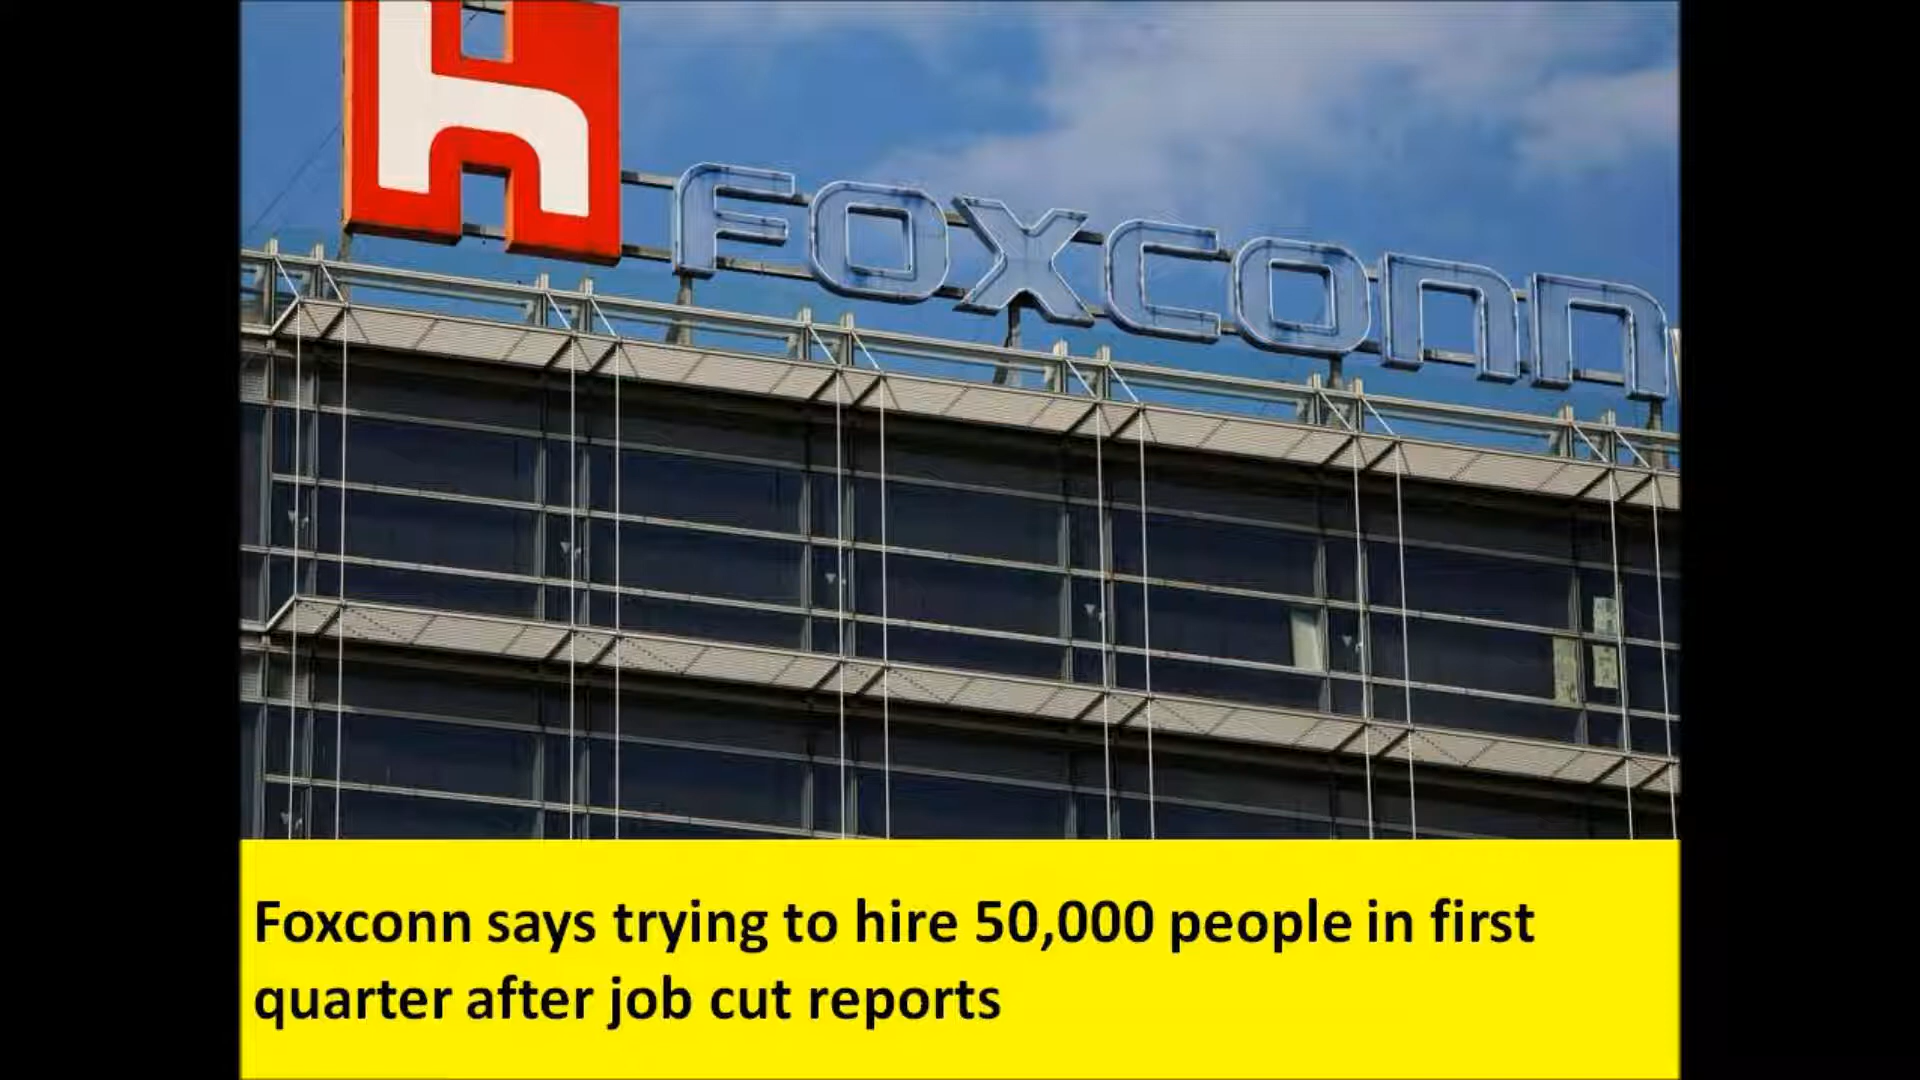 FOXCONN
Foxconn says trying to hire 50,000 people in first
quarter after job cut reports